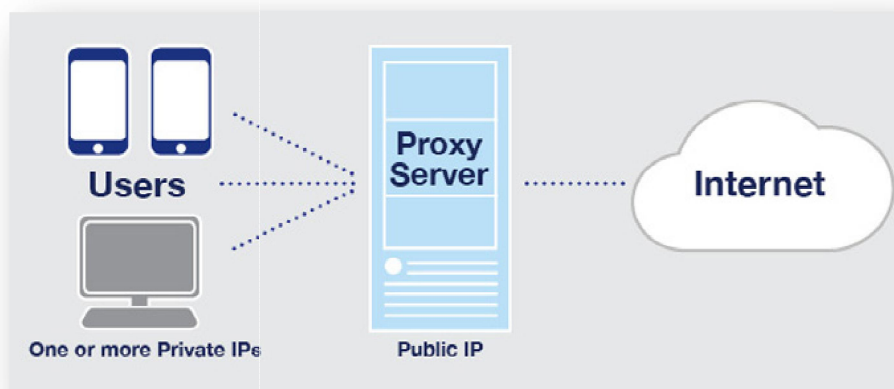 Users
One or more Private IPs
Proxy
Server
Public IP
Internet